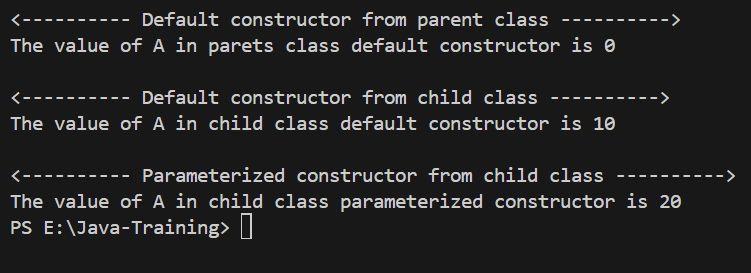 <---------- Default constructor from parent class ---------->
The value of A in parets class default constructor is 0
<---------- Default constructor from child class ---------->
The value of A in child class default constructor is 10
<---------- Parameterized constructor from child class ---------->
The value of A in child class parameterized constructor is 20
PS E:\Java-Training>